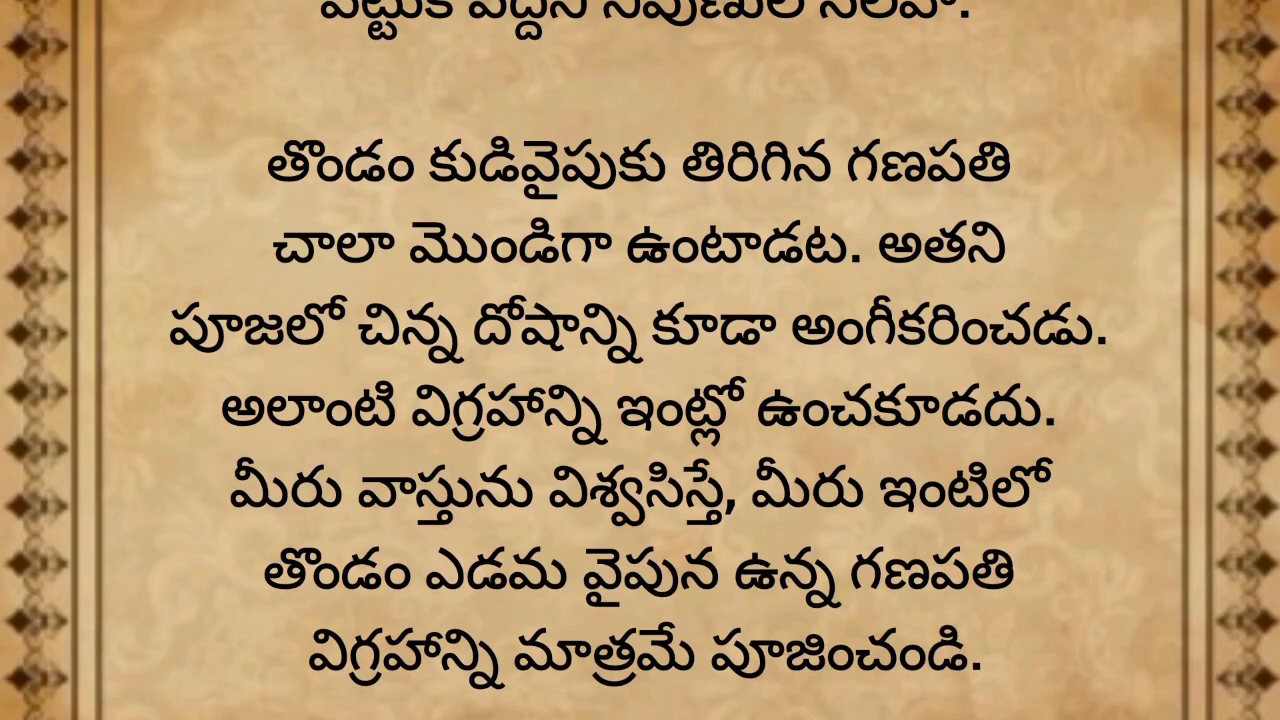 తొండం కుడివైపుకు తిరిగిన గణపతి
చాలా మొండిగా ఉంటాడట. అతని
పూజలో చిన్న దోషాన్ని కూడా అంగీకరించడు.
అలాంటి విగ్రహాన్ని ఇంట్లో ఉంచకూడదు.
మీరు వాస్తును విశ్వసిస్తే, మీరు ఇంటిలో
తొండం ఎడమ వైపున ఉన్న గణపతి
విగ్రహాన్ని మాత్రమే పూజించండి.